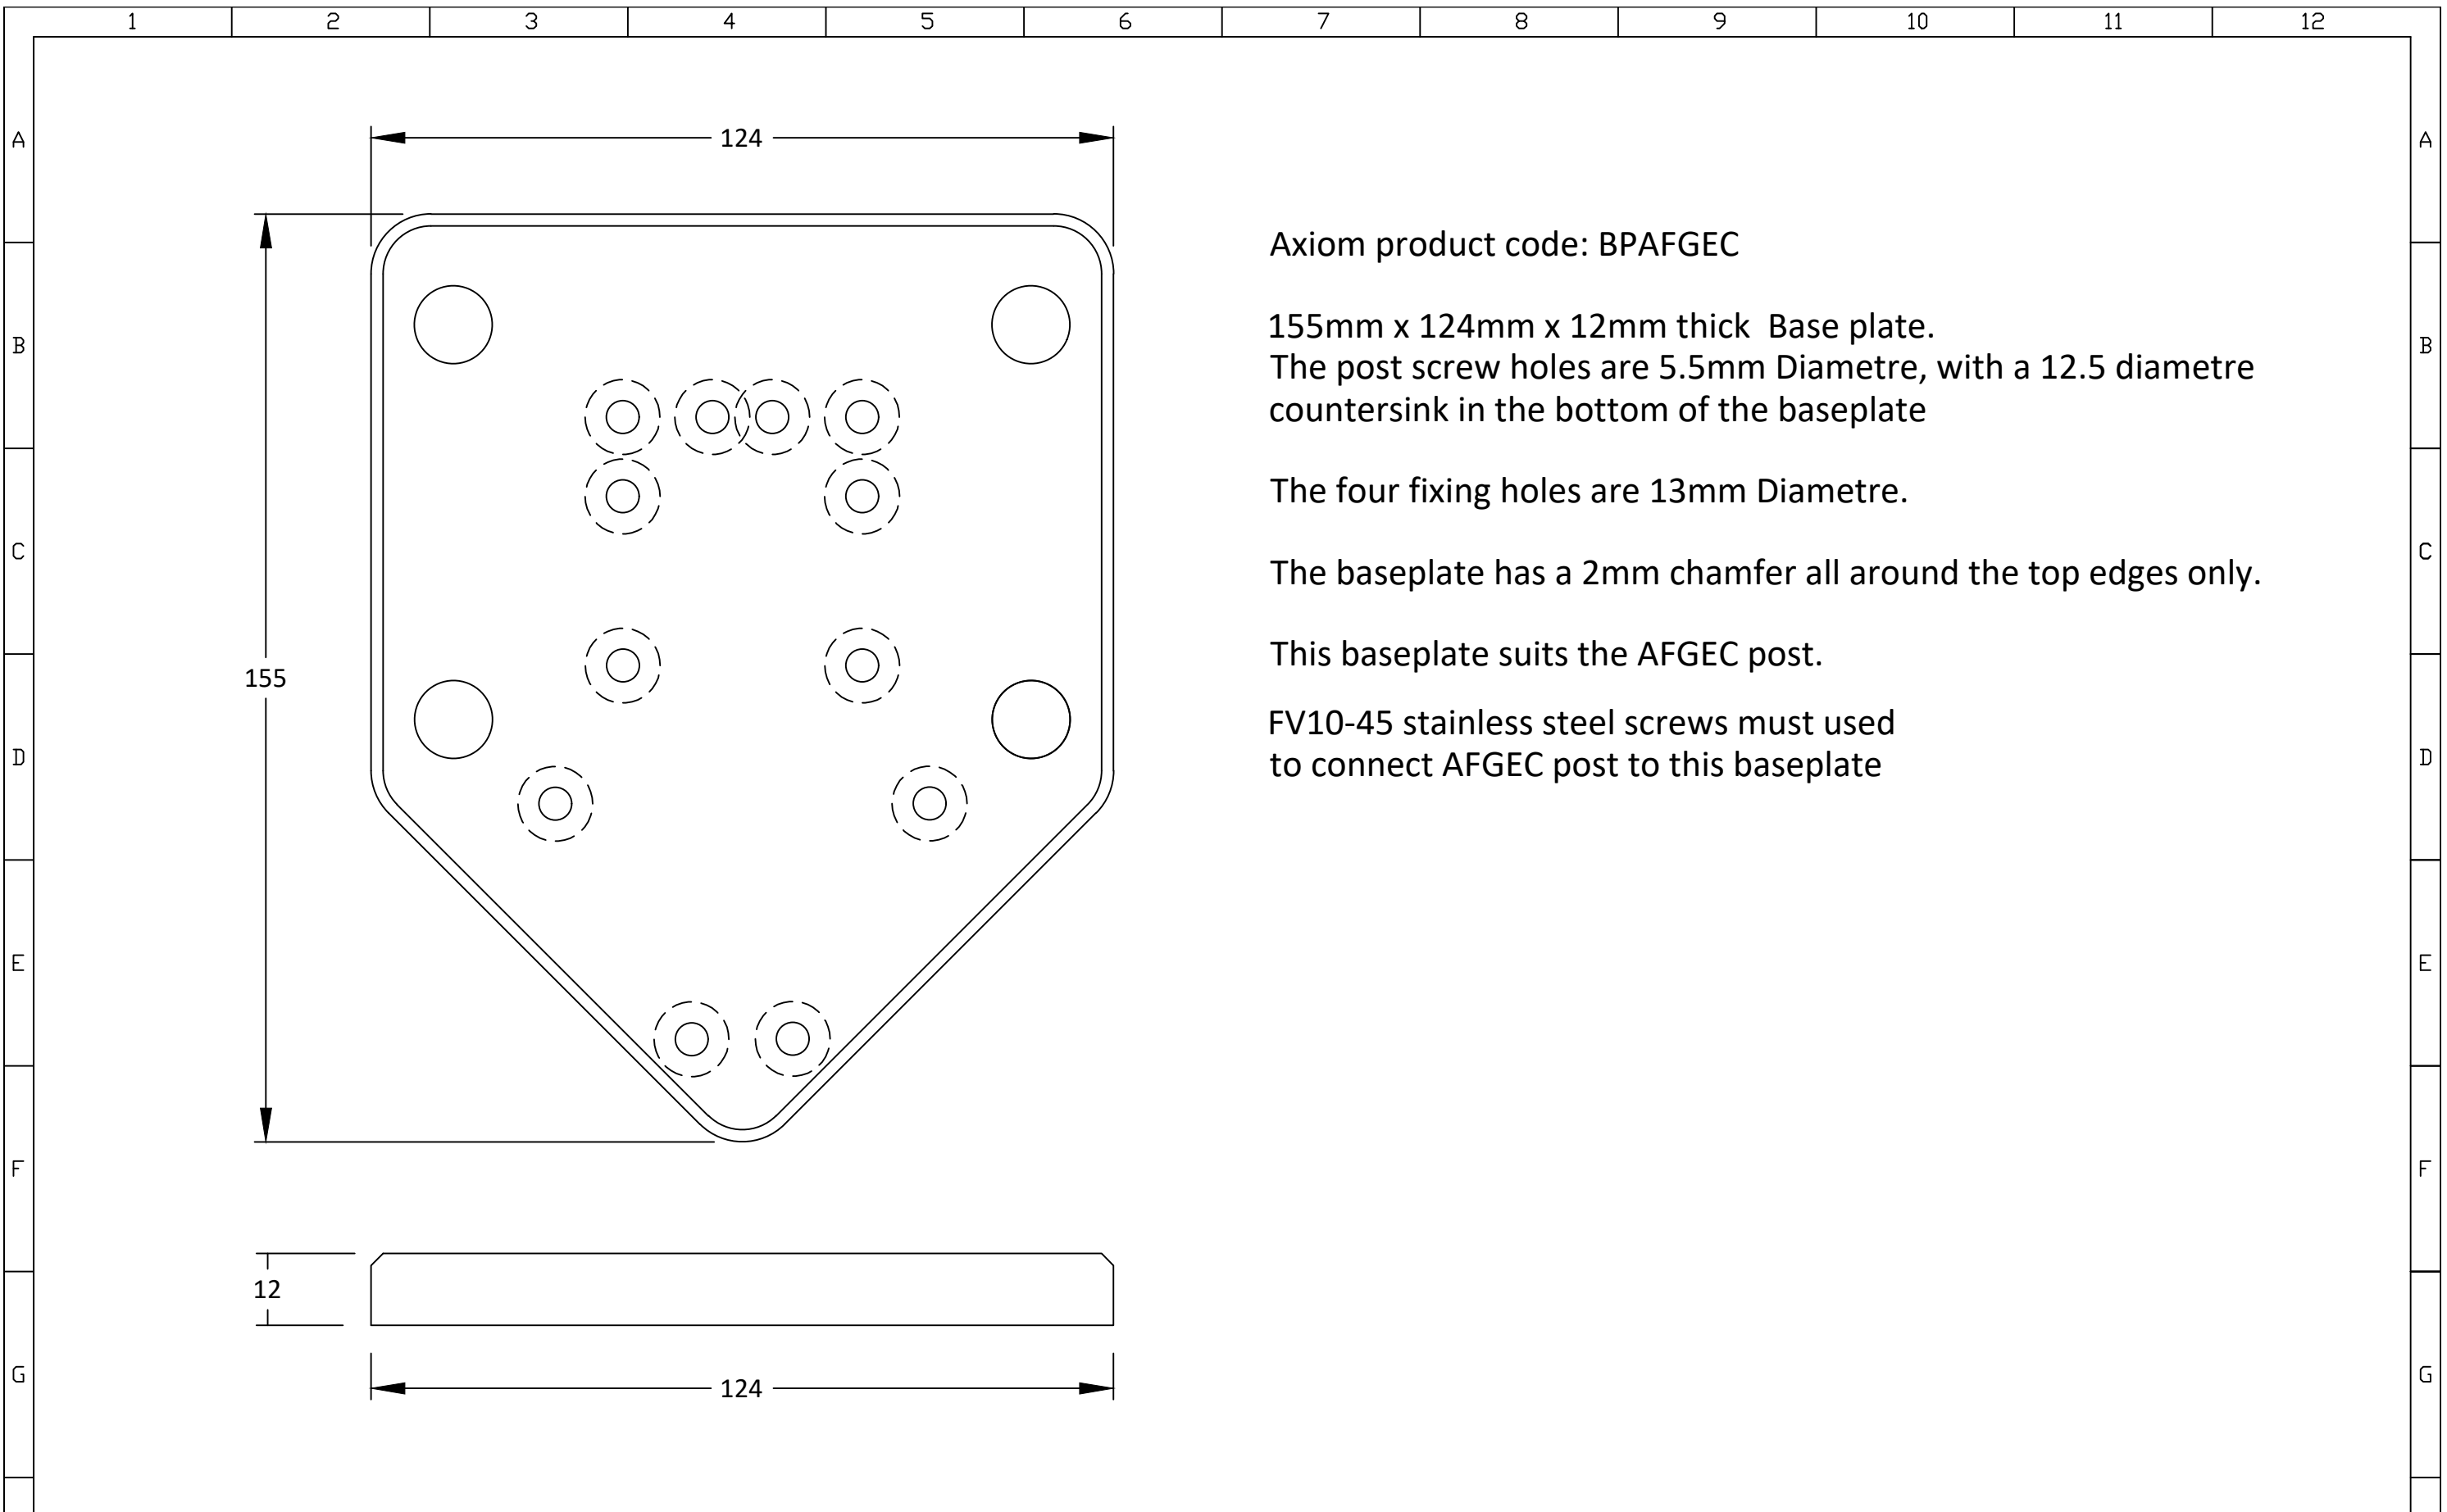 1 2 3 4 5 6 7 8 9 10 11 12
A A
124
Axiom product code: BPAFGEC
155mm x 124mm x 12mm thick  Base plate.
B B
The post screw holes are 5.5mm Diametre, with a 12.5 diametre
countersink in the bottom of the baseplate
The four fixing holes are 13mm Diametre.
C C
The baseplate has a 2mm chamfer all around the top edges only.
This baseplate suits the AFGEC post.
155
FV10-45 stainless steel screws must used
D D
to connect AFGEC post to this baseplate
E E
F F
12
G G
124